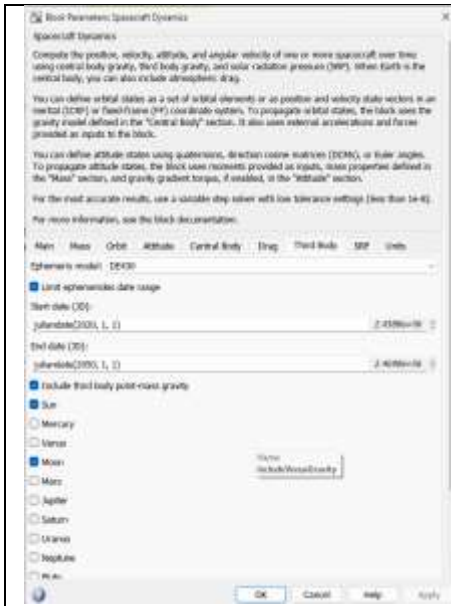 Block Parameters: Spacecraft Dynamics
Spacecraft Dynamics
Compute the position, velocity, attitude, and angular velocity of one or more spacecraft over time
using central body gravity, third body gravity, and solar radiation pressure (SRP). When Earth is the
central body, you can also include atmospheric drag.
You can define orbital states as a set of orbital elements or as position and velocity state vectors in an
inertial (ICRF) or fixed-frame (FF) coordinate system. To propagate orbital states, the block uses the
gravity model defined in the "Central Body" section. It also uses external accelerations and forces
provided as inputs to the block.
You can define attitude states using quaternions, direction cosine matrices (DCMs), or Euler angles.
To propagate attitude states, the block uses moments provided as inputs, mass properties defined in
the "Mass" section, and gravity gradient torque, if enabled, in the "Attitude" section.
For the most accurate results, use a variable step solver with low tolerance settings (less than 1e-8).
For more information, see the block documentation.
Main Mass Orbit Attitude Central Body Drag Third Body SRP Units
Ephemeris model: DE430
Limit ephemerides date range
Start date (JD):
juliandate(2020, 1, 1)
End date (JD):
juliandate(2050, 1, 1)
Include third body point-mass gravity
Sun
Mercury
Venus
Moon
Mars
Name
includeVenusGravity
Jupiter
Saturn
Uranus
Neptune
Pluto
OK Cancel Help Apply